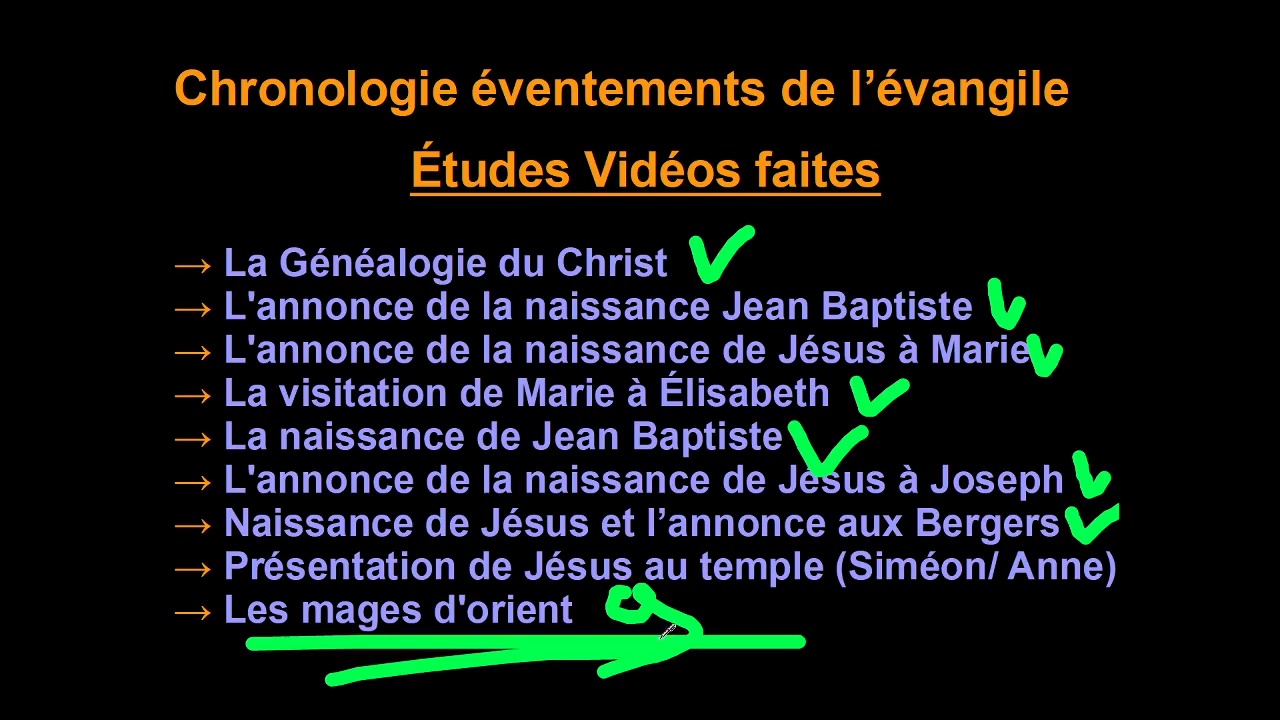 Chronologie éventements de l’évangile
Études Vidéos faites
→ La Généalogie du Christ
→ L'annonce de la naissance Jean Baptiste
→ L'annonce de la naissance de Jésus à Marie
→ La visitation de Marie à Élisabeth
→ La naissance de Jean Baptiste
→ L'annonce de la naissance de Jésus à Joseph
→ Naissance de Jésus et l’annonce aux Bergers
→ Présentation de Jésus au temple (Siméon/ Anne)
→ Les mages d'orient